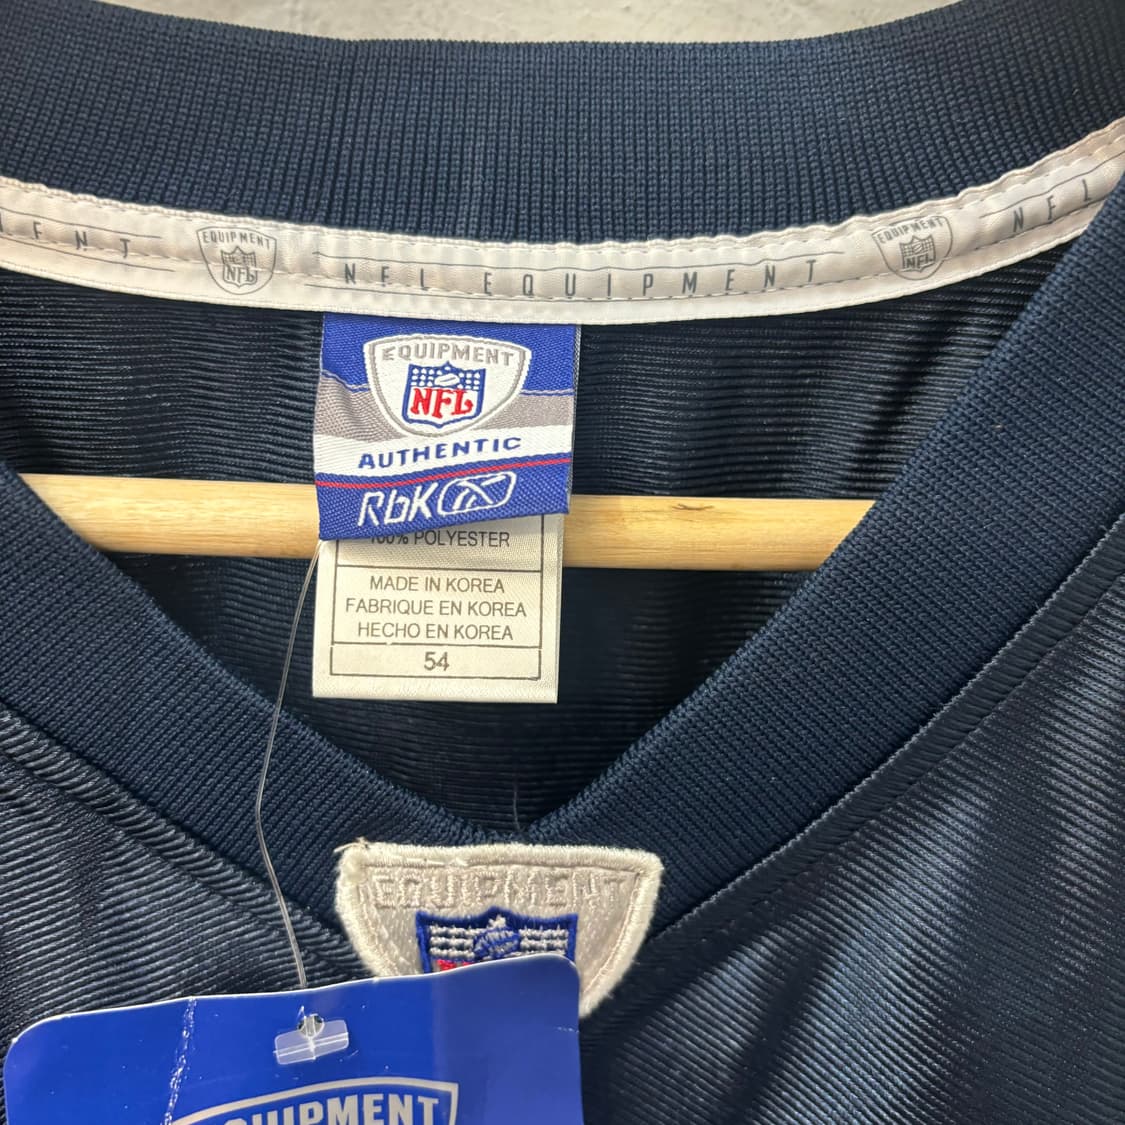 EQUIPMENT
NFL
NFL EQUIPMENT
EQUIPMENT
NFL
NFL
EQUIPMENT
NFL
AUTHENTIC
RbK
100% POLYESTER
MADE IN KOREA
FABRIQUE EN KOREA
HECHO EN KOREA
54
EQUIPMENT
EQUIPMENT